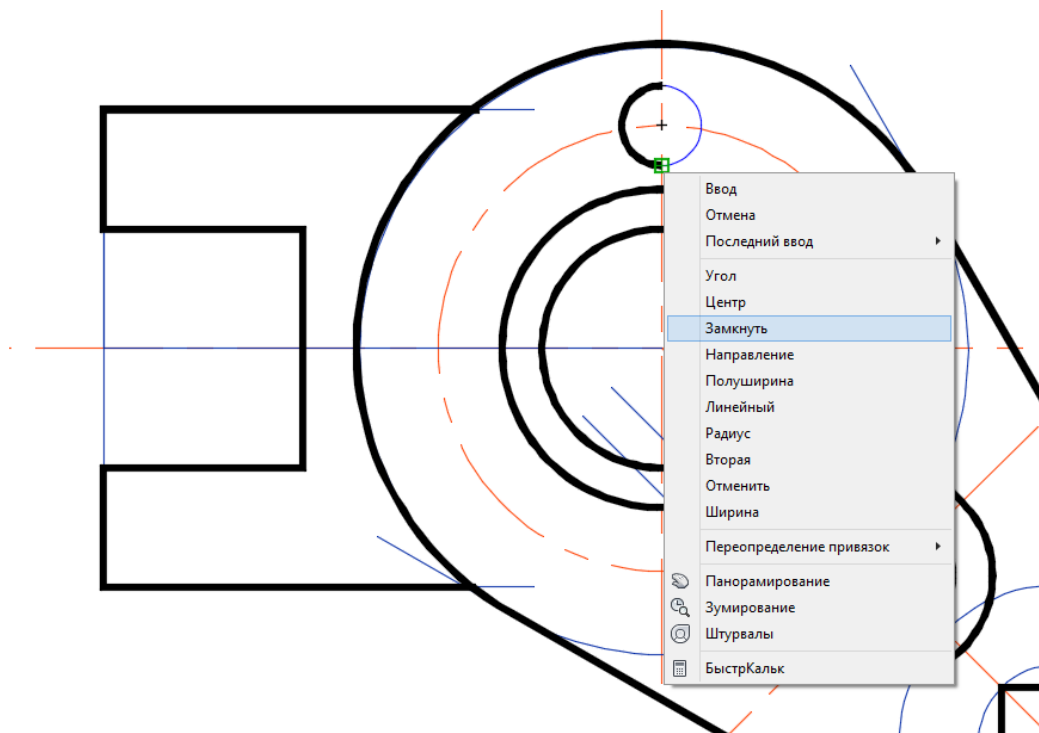 Ввод
Отмена
Последний ввод
Угол
Центр
Замкнуть
Направление
Полуширина
Линейный
Радиус
Вторая
Отменить
Ширина
Переопределение привязок
Панорамирование
Зумирование
Штурвалы
БыстрКальк